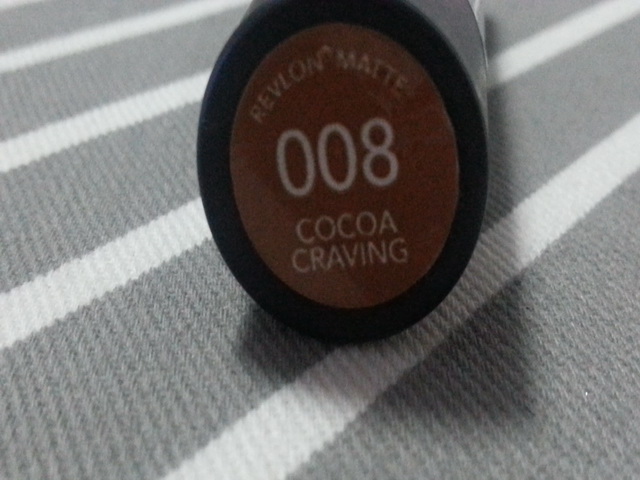 REVLON® MATTE
008
COCOA
CRAVING